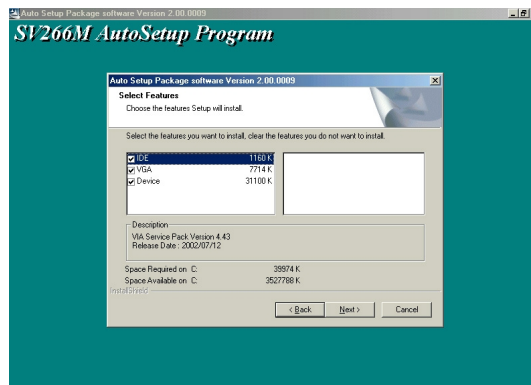 Auto Setup Package software Version 2.00.0009
SV266M AutoSetup Program
Auto Setup Package software Version 2.00.0009
Select Features
Choose the features Setup will install.
Select the features you want to install, clear the features you do not want to install.
IDE 1160 K
VGA 7714 K
Device 31100 K
Description
VIA Service Pack Version 4.43
Release Date : 2002/07/12
Space Required on C: 39974 K
Space Available on C: 3527788 K
InstallShield
< Back Next > Cancel